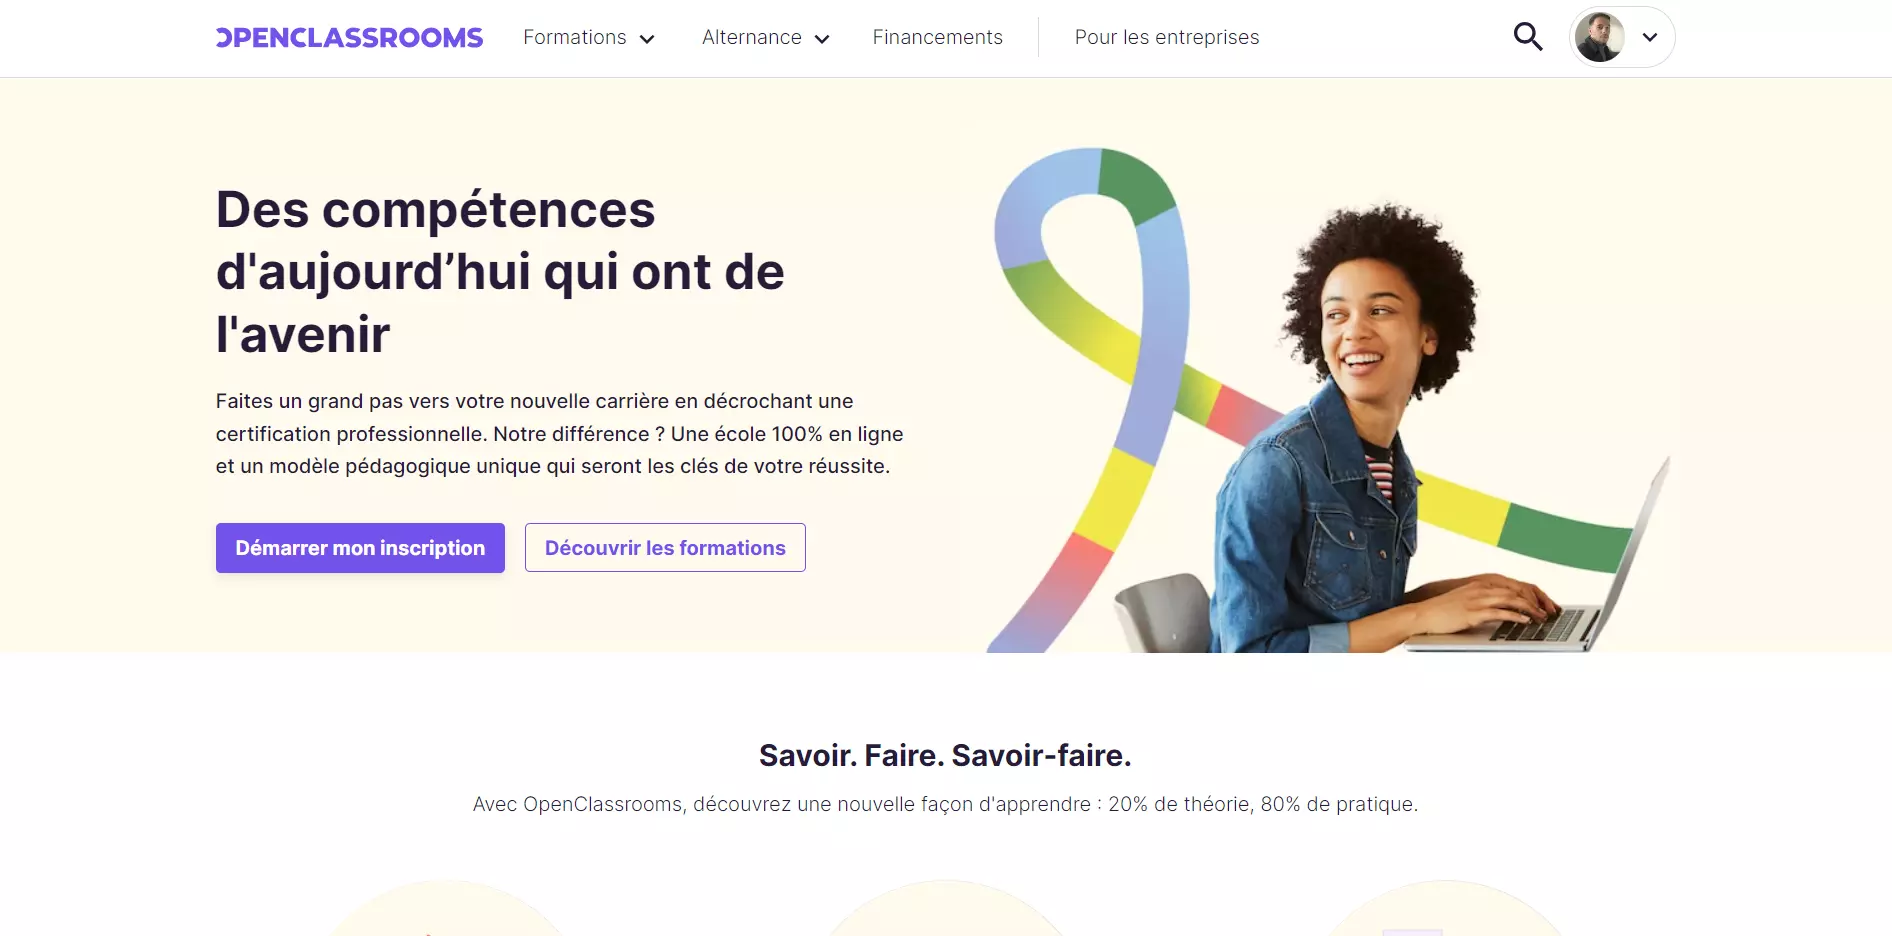 OPENCLASSROOMS Formations Alternance Financements Pour les entreprises
Des compétences
d'aujourd’hui qui ont de
l'avenir
Faites un grand pas vers votre nouvelle carrière en décrochant une
certification professionnelle. Notre différence ? Une école 100% en ligne
et un modèle pédagogique unique qui seront les clés de votre réussite.
Démarrer mon inscription Découvrir les formations
Savoir. Faire. Savoir-faire.
Avec OpenClassrooms, découvrez une nouvelle façon d'apprendre : 20% de théorie, 80% de pratique.